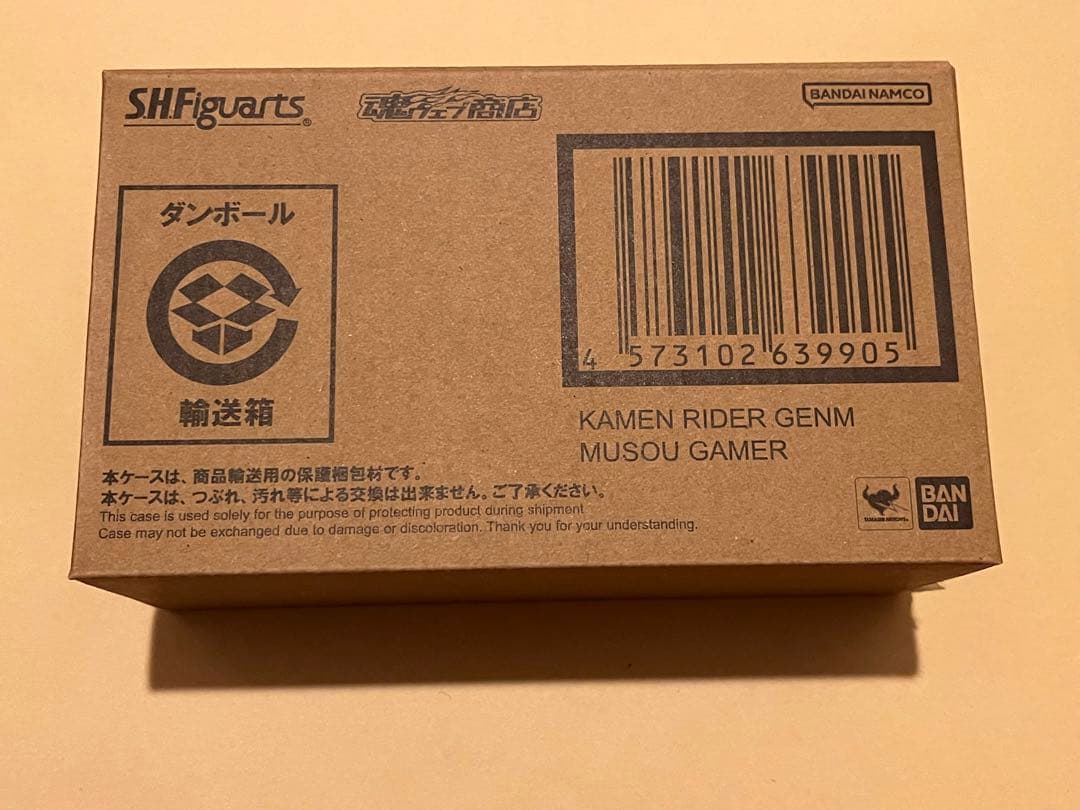 S.H.Figuarts®
魂ウェブ商店
BANDAI NAMCO
ダンボール
輸送箱
4 573102 639905
KAMEN RIDER GENM
MUSOU GAMER
本ケースは、商品輸送用の保護梱包材です。
本ケースは、つぶれ、汚れ等による交換は出来ません。ご了承ください。
This case is used solely for the purpose of protecting product during shipment
Case may not be exchanged due to damage or discoloration. Thank you for your understanding.
TAMASHII NATIONS
BAN
DAI